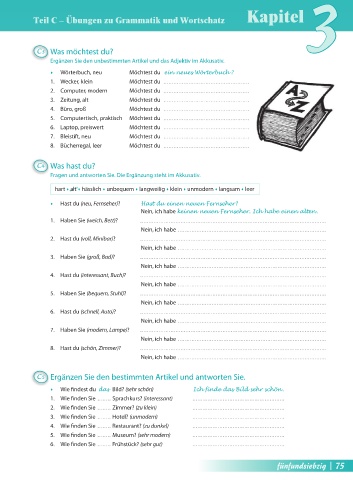 Teil C – Übungen zu Grammatik und Wortschatz Kapitel 3
C3 Was möchtest du?
Ergänzen Sie den unbestimmten Artikel und das Adjektiv im Akkusativ.
• Wörterbuch, neu Möchtest du ein neues Wörterbuch?
1. Wecker, klein Möchtest du
2. Computer, modern Möchtest du
3. Zeitung, alt Möchtest du
4. Büro, groß Möchtest du
5. Computertisch, praktisch Möchtest du
6. Laptop, preiswert Möchtest du
7. Bleistift, neu Möchtest du
8. Bücherregal, leer Möchtest du
A
Z
Was hast du?
Fragen und antworten Sie. Die Ergänzung steht im Akkusativ.
hart • alt • hässlich • unbequem • langweilig • klein • unmodern • langsam • leer
• Hast du (neu, Fernseher)? Hast du einen neuen Fernseher?
Nein, ich habe keinen neuen Fernseher. Ich habe einen alten.
1. Haben Sie (weich, Bett)?
Nein, ich habe
2. Hast du (voll, Minibar)?
Nein, ich habe
3. Haben Sie (groß, Bad)?
Nein, ich habe
4. Hast du (interessant, Buch)?
Nein, ich habe
5. Haben Sie (bequem, Stuhl)?
Nein, ich habe
6. Hast du (schnell, Auto)?
Nein, ich habe
7. Haben Sie (modern, Lampe)?
Nein, ich habe
8. Hast du (schön, Zimmer)?
Nein, ich habe
Ergänzen Sie den bestimmten Artikel und antworten Sie.
• Wie findest du das Bild? (sehr schön) Ich finde das Bild sehr schön.
1. Wie finden Sie ........ Sprachkurs? (interessant)
2. Wie finden Sie ........ Zimmer? (zu klein)
3. Wie finden Sie ........ Hotel? (unmodern)
4. Wie finden Sie ........ Restaurant? (zu dunkel)
5. Wie finden Sie ........ Museum? (sehr modern)
6. Wie finden Sie ........ Frühstück? (sehr gut)
fünfundsiebzig | 75